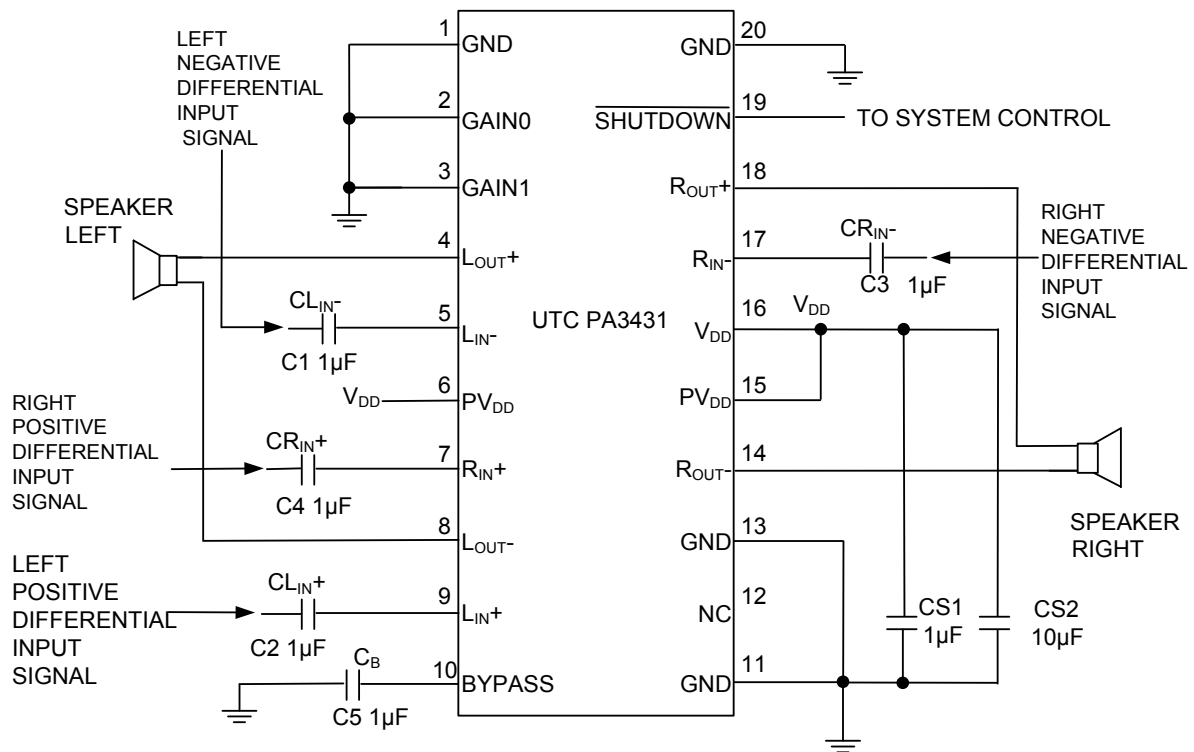 LEFT
NEGATIVE
DIFFERENTIAL
INPUT
SIGNAL
1
GND
2
GAIN0
3
GAIN1
SPEAKER
LEFT
4
LOUT+
CLIN-
5
LIN-
C1 1µF
VDD
6
PVDD
RIGHT
POSITIVE
DIFFERENTIAL
INPUT
SIGNAL
CRIN+
7
RIN+
C4 1µF
8
LOUT-
LEFT
POSITIVE
DIFFERENTIAL
INPUT
SIGNAL
CLIN+
9
LIN+
C2 1µF
CB
10
BYPASS
C5 1µF
UTC PA3431
20
GND
19
SHUTDOWN
TO SYSTEM CONTROL
18
ROUT+
17
RIN-
CRIN-
C3 1µF
RIGHT
NEGATIVE
DIFFERENTIAL
INPUT
SIGNAL
16
VDD
VDD
15
PVDD
14
ROUT-
SPEAKER
RIGHT
13
GND
12
NC
CS1
1µF
CS2
10µF
11
GND